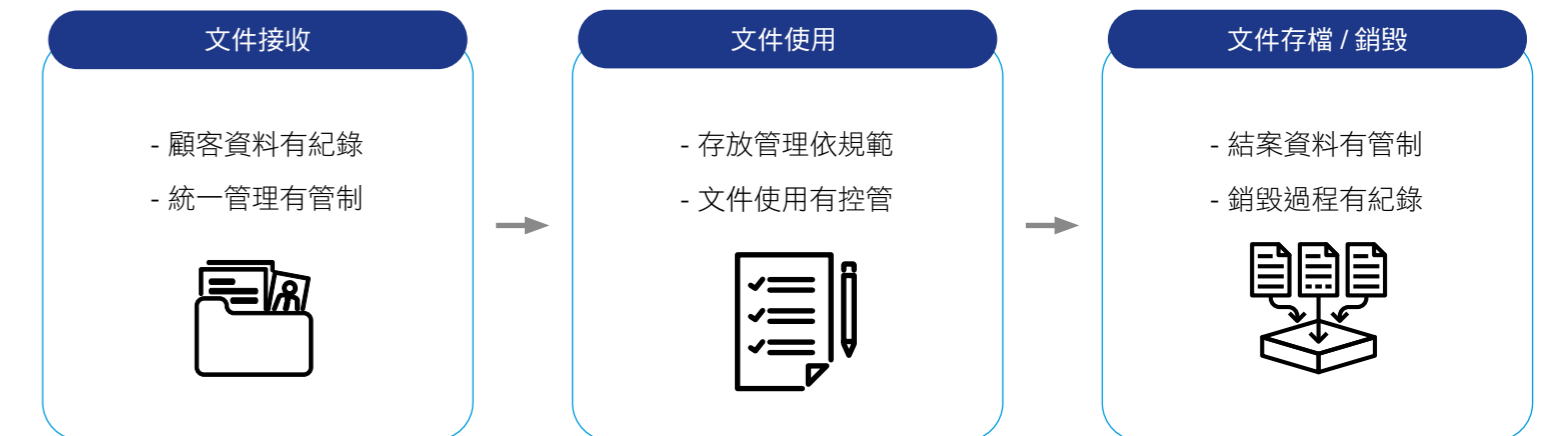 文件接收
- 顧客資料有紀錄
- 統一管理有管制
文件使用
- 存放管理依規範
- 文件使用有控管
文件存檔 / 銷毀
- 結案資料有管制
- 銷毀過程有紀錄